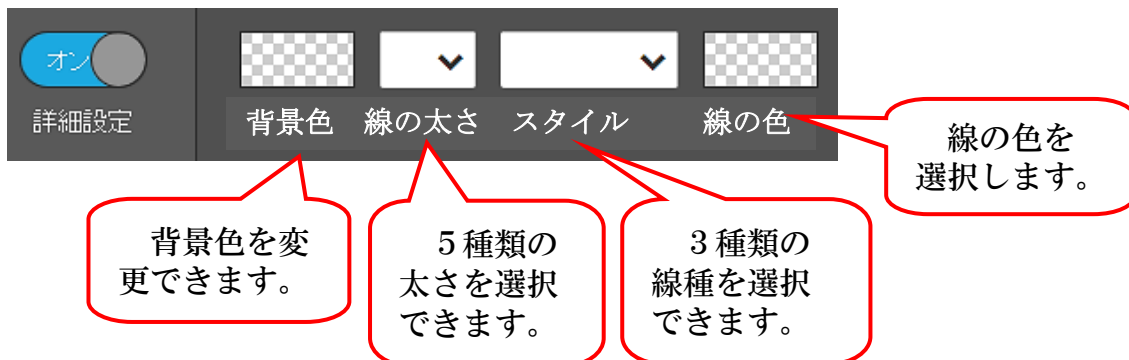 オン
詳細設定
背景色 線の太さ スタイル 線の色
線の色を
選択します。
背景色を変
更できます。
５種類の
太さを選択
できます。
３種類の
線種を選択
できます。